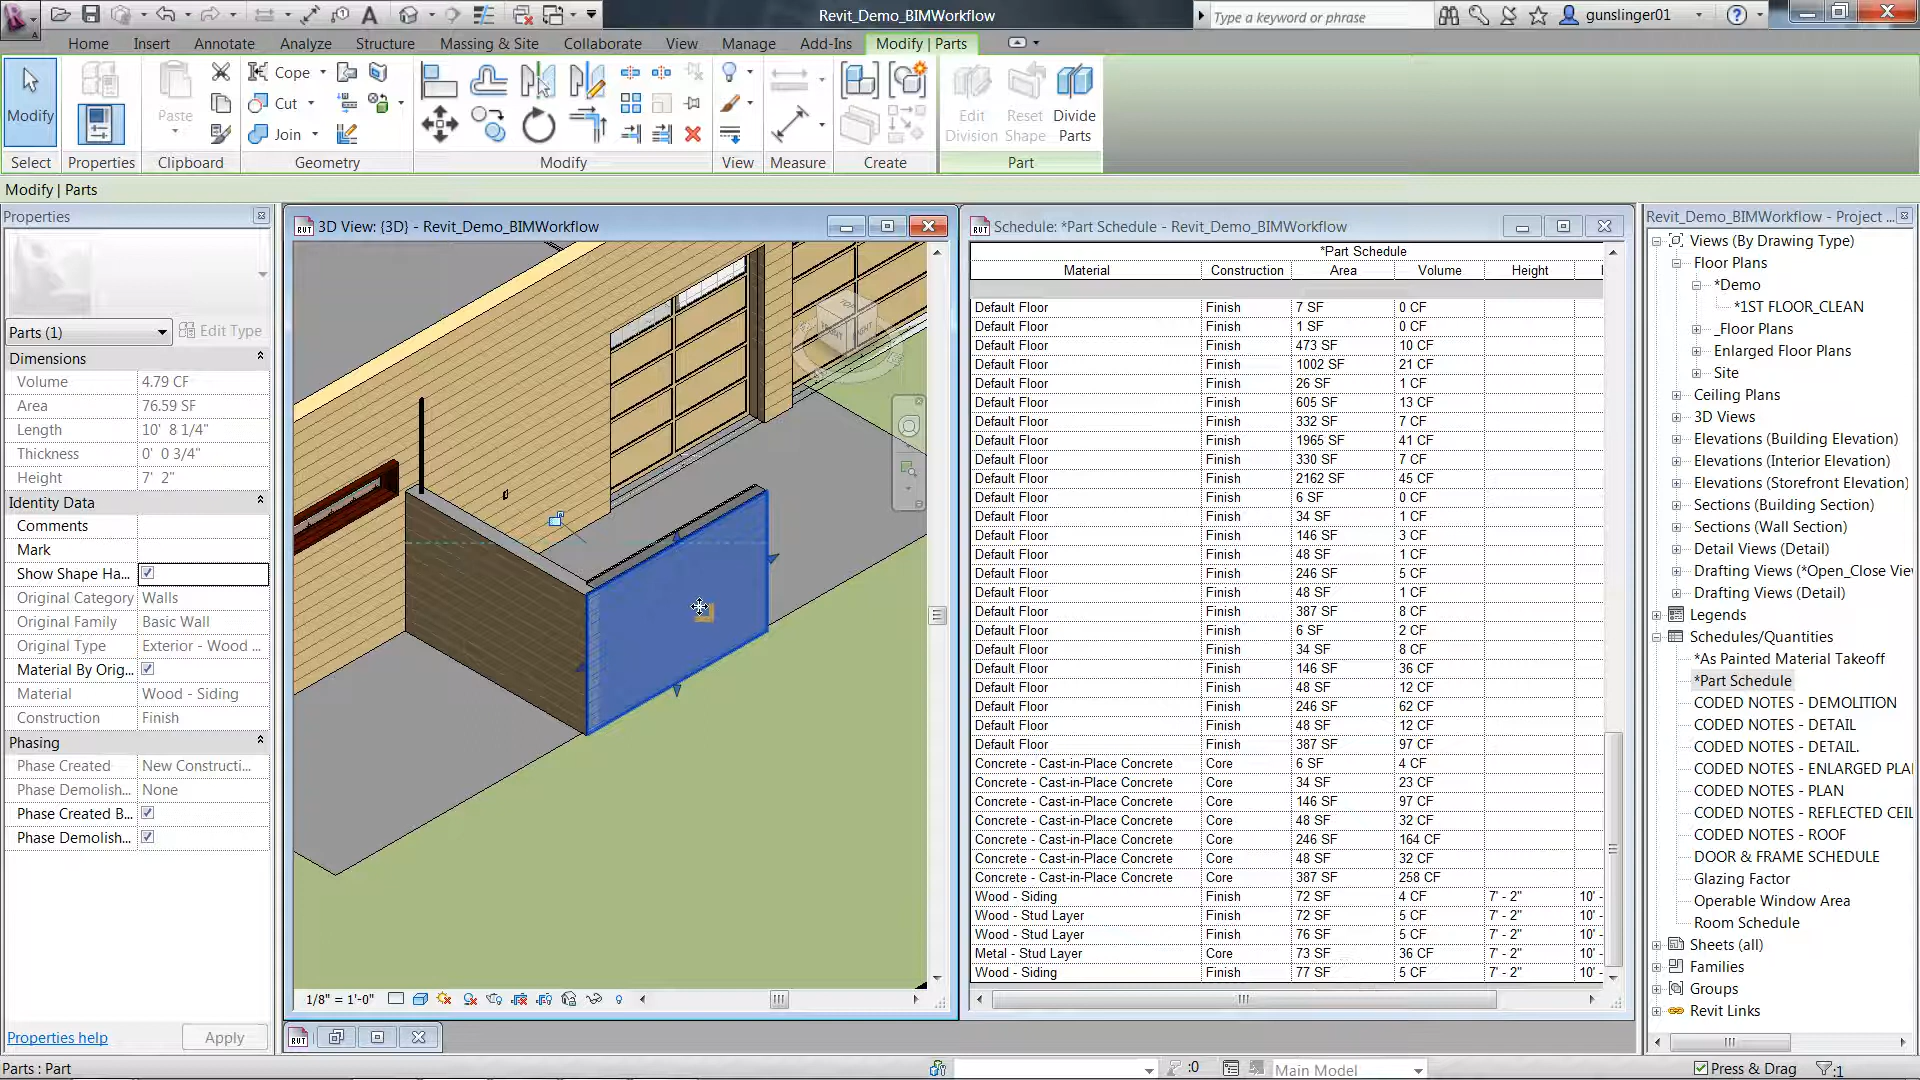 Revit_Demo_BIMWorkflow
Type a keyword or phrase
gunslinger01
Home Insert Annotate Analyze Structure Massing & Site Collaborate View Manage Add-Ins Modify | Parts
Modify
Paste
Cope
Cut
Join
Edit Division
Reset Shape
Divide Parts
Select Properties Clipboard Geometry Modify View Measure Create Part
Modify | Parts
Properties
Parts (1) Edit Type
Dimensions
Volume 4.79 CF
Area 76.59 SF
Length 10' 8 1/4"
Thickness 0' 0 3/4"
Height 7' 2"
Identity Data
Comments
Mark
Show Shape Ha...
Original Category Walls
Original Family Basic Wall
Original Type Exterior - Wood ...
Material By Orig...
Material Wood - Siding
Construction Finish
Phasing
Phase Created New Constructi...
Phase Demolish... None
Phase Created B...
Phase Demolish...
Properties help Apply
3D View: {3D} - Revit_Demo_BIMWorkflow
1/8" = 1'-0"
Schedule: *Part Schedule - Revit_Demo_BIMWorkflow
*Part Schedule
Material Construction Area Volume Height
Default Floor Finish 7 SF 0 CF
Default Floor Finish 1 SF 0 CF
Default Floor Finish 473 SF 10 CF
Default Floor Finish 1002 SF 21 CF
Default Floor Finish 26 SF 1 CF
Default Floor Finish 605 SF 13 CF
Default Floor Finish 332 SF 7 CF
Default Floor Finish 1965 SF 41 CF
Default Floor Finish 330 SF 7 CF
Default Floor Finish 2162 SF 45 CF
Default Floor Finish 6 SF 0 CF
Default Floor Finish 34 SF 1 CF
Default Floor Finish 146 SF 3 CF
Default Floor Finish 48 SF 1 CF
Default Floor Finish 246 SF 5 CF
Default Floor Finish 48 SF 1 CF
Default Floor Finish 387 SF 8 CF
Default Floor Finish 6 SF 2 CF
Default Floor Finish 34 SF 8 CF
Default Floor Finish 146 SF 36 CF
Default Floor Finish 48 SF 12 CF
Default Floor Finish 246 SF 62 CF
Default Floor Finish 48 SF 12 CF
Default Floor Finish 387 SF 97 CF
Concrete - Cast-in-Place Concrete Core 6 SF 4 CF
Concrete - Cast-in-Place Concrete Core 34 SF 23 CF
Concrete - Cast-in-Place Concrete Core 146 SF 97 CF
Concrete - Cast-in-Place Concrete Core 48 SF 32 CF
Concrete - Cast-in-Place Concrete Core 246 SF 164 CF
Concrete - Cast-in-Place Concrete Core 48 SF 32 CF
Concrete - Cast-in-Place Concrete Core 387 SF 258 CF
Wood - Siding Finish 72 SF 4 CF 7' - 2" 10' -
Wood - Stud Layer Finish 72 SF 5 CF 7' - 2" 10' -
Wood - Stud Layer Finish 76 SF 5 CF 7' - 2" 10' -
Metal - Stud Layer Core 73 SF 36 CF 7' - 2" 10' -
Wood - Siding Finish 77 SF 5 CF 7' - 2" 10' -
Revit_Demo_BIMWorkflow - Project ...
Views (By Drawing Type)
Floor Plans
*Demo
*1ST FLOOR_CLEAN
_Floor Plans
Enlarged Floor Plans
Site
Ceiling Plans
3D Views
Elevations (Building Elevation)
Elevations (Interior Elevation)
Elevations (Storefront Elevation)
Sections (Building Section)
Sections (Wall Section)
Detail Views (Detail)
Drafting Views (*Open_Close Vie
Drafting Views (Detail)
Legends
Schedules/Quantities
*As Painted Material Takeoff
*Part Schedule
CODED NOTES - DEMOLITION
CODED NOTES - DETAIL
CODED NOTES - DETAIL.
CODED NOTES - ENLARGED PLA
CODED NOTES - PLAN
CODED NOTES - REFLECTED CEIL
CODED NOTES - ROOF
DOOR & FRAME SCHEDULE
Glazing Factor
Operable Window Area
Room Schedule
Sheets (all)
Families
Groups
Revit Links
Parts : Part
:0
Main Model
Press & Drag
:1